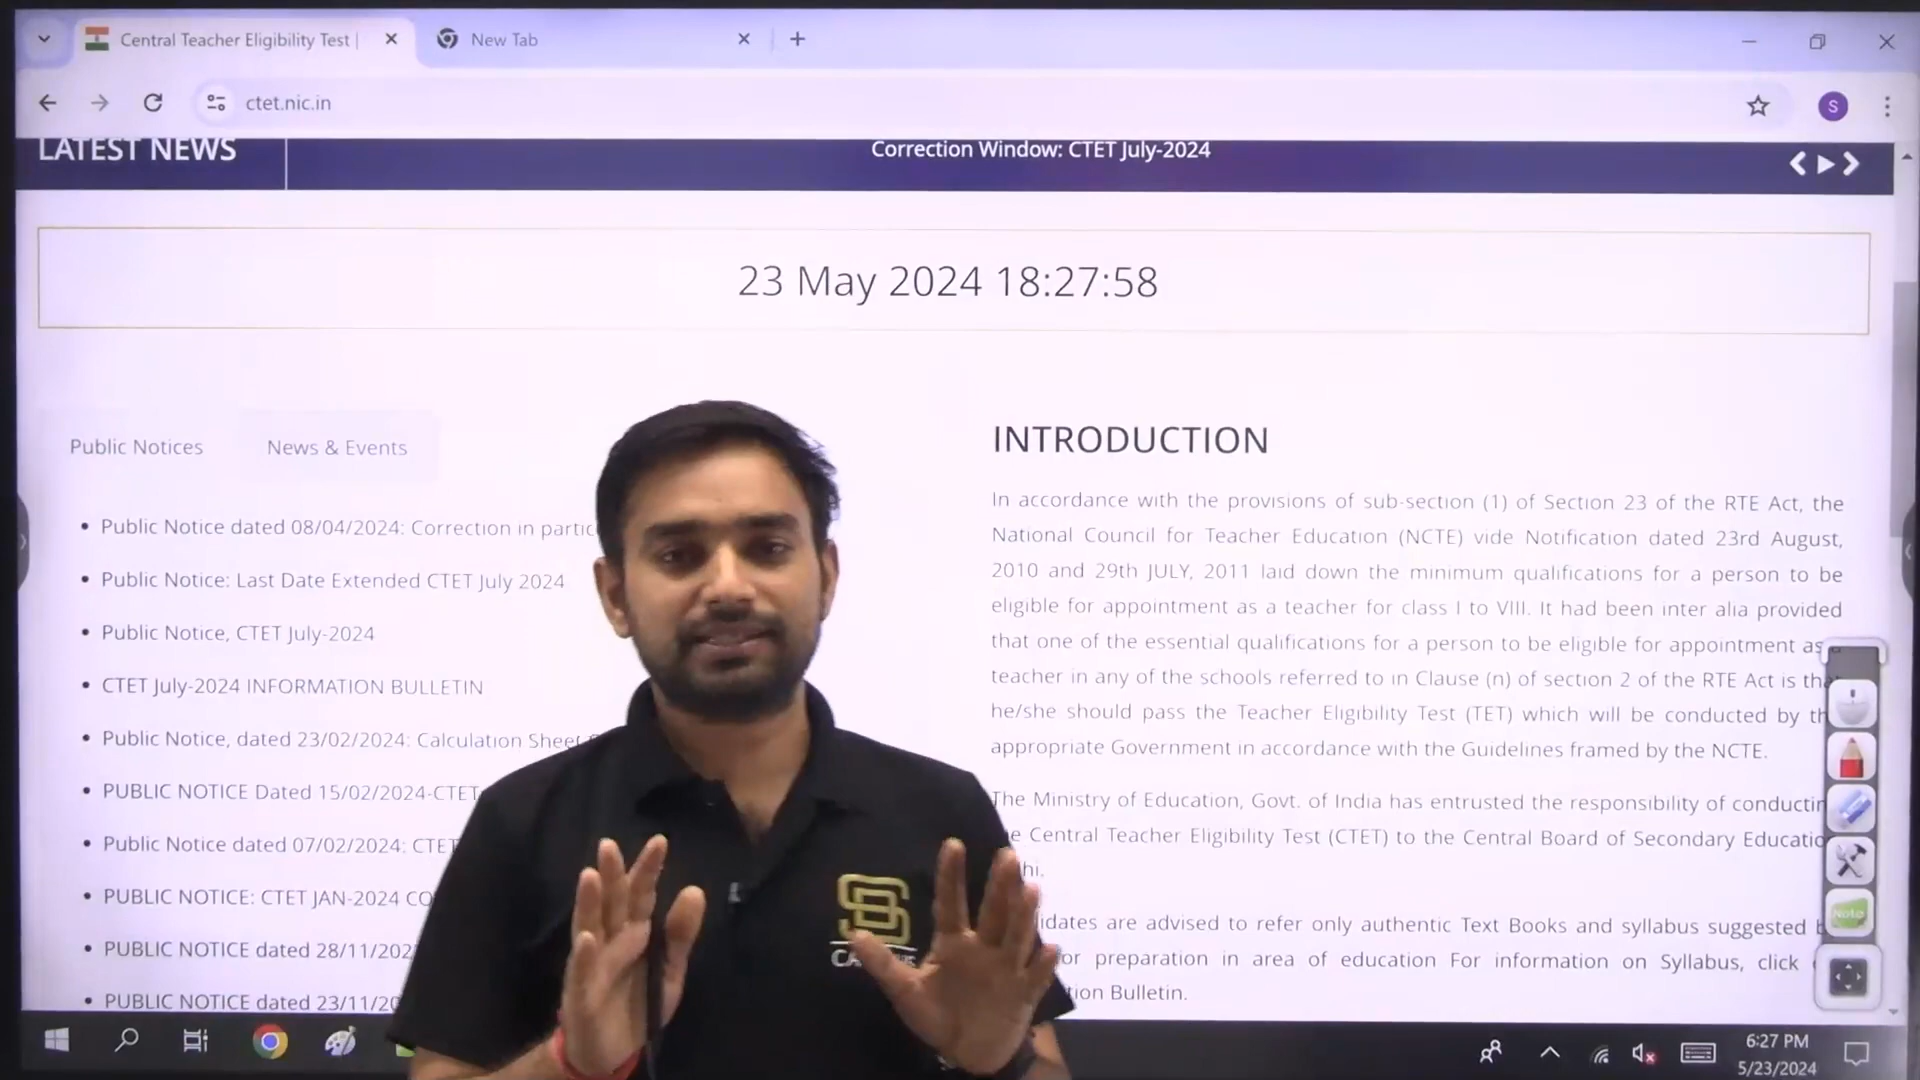 Central Teacher Eligibility Test |
New Tab
ctet.nic.in
S
LATEST NEWS
Correction Window: CTET July-2024
23 May 2024 18:27:58
Public Notices
News & Events
Public Notice dated 08/04/2024: Correction in partic
Public Notice: Last Date Extended CTET July 2024
Public Notice, CTET July-2024
CTET July-2024 INFORMATION BULLETIN
Public Notice, dated 23/02/2024: Calculation Sheet
PUBLIC NOTICE Dated 15/02/2024-CTET
Public Notice dated 07/02/2024: CTET
PUBLIC NOTICE: CTET JAN-2024 CO
PUBLIC NOTICE dated 28/11/202
PUBLIC NOTICE dated 23/11/20
INTRODUCTION
In accordance with the provisions of sub-section (1) of Section 23 of the RTE Act, the
National Council for Teacher Education (NCTE) vide Notification dated 23rd August,
2010 and 29th JULY, 2011 laid down the minimum qualifications for a person to be
eligible for appointment as a teacher for class I to VIII. It had been inter alia provided
that one of the essential qualifications for a person to be eligible for appointment as
teacher in any of the schools referred to in Clause (n) of section 2 of the RTE Act is tha
he/she should pass the Teacher Eligibility Test (TET) which will be conducted by th
appropriate Government in accordance with the Guidelines framed by the NCTE.
The Ministry of Education, Govt. of India has entrusted the responsibility of conductin
Central Teacher Eligibility Test (CTET) to the Central Board of Secondary Educatio
hi.
idates are advised to refer only authentic Text Books and syllabus suggested
or preparation in area of education For information on Syllabus, click
tion Bulletin.
Note
6:27 PM
5/23/2024